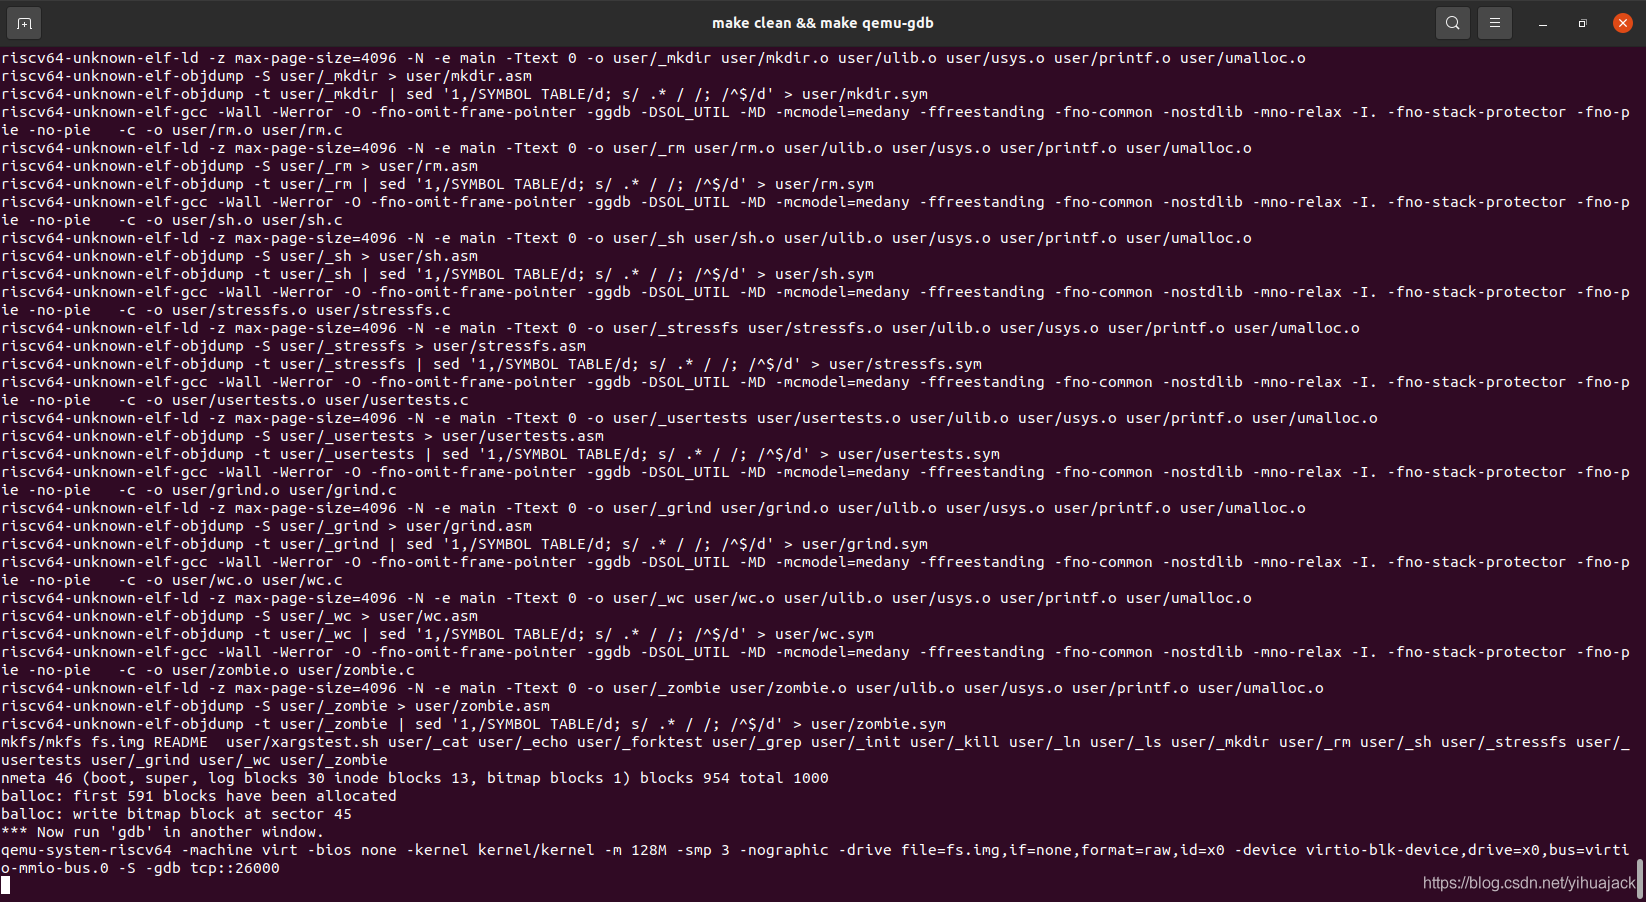 make clean && make qemu-gdb
riscv64-unknown-elf-ld -z max-page-size=4096 -N -e main -Ttext 0 -o user/_mkdir user/mkdir.o user/ulib.o user/usys.o user/printf.o user/umalloc.o
riscv64-unknown-elf-objdump -S user/_mkdir > user/mkdir.asm
riscv64-unknown-elf-objdump -t user/_mkdir | sed '1,/SYMBOL TABLE/d; s/ .* / /; /^$/d' > user/mkdir.sym
riscv64-unknown-elf-gcc -Wall -Werror -O -fno-omit-frame-pointer -ggdb -DSOL_UTIL -MD -mcmodel=medany -ffreestanding -fno-common -nostdlib -mno-relax -I. -fno-stack-protector -fno-p
ie -no-pie   -c -o user/rm.o user/rm.c
riscv64-unknown-elf-ld -z max-page-size=4096 -N -e main -Ttext 0 -o user/_rm user/rm.o user/ulib.o user/usys.o user/printf.o user/umalloc.o
riscv64-unknown-elf-objdump -S user/_rm > user/rm.asm
riscv64-unknown-elf-objdump -t user/_rm | sed '1,/SYMBOL TABLE/d; s/ .* / /; /^$/d' > user/rm.sym
riscv64-unknown-elf-gcc -Wall -Werror -O -fno-omit-frame-pointer -ggdb -DSOL_UTIL -MD -mcmodel=medany -ffreestanding -fno-common -nostdlib -mno-relax -I. -fno-stack-protector -fno-p
ie -no-pie   -c -o user/sh.o user/sh.c
riscv64-unknown-elf-ld -z max-page-size=4096 -N -e main -Ttext 0 -o user/_sh user/sh.o user/ulib.o user/usys.o user/printf.o user/umalloc.o
riscv64-unknown-elf-objdump -S user/_sh > user/sh.asm
riscv64-unknown-elf-objdump -t user/_sh | sed '1,/SYMBOL TABLE/d; s/ .* / /; /^$/d' > user/sh.sym
riscv64-unknown-elf-gcc -Wall -Werror -O -fno-omit-frame-pointer -ggdb -DSOL_UTIL -MD -mcmodel=medany -ffreestanding -fno-common -nostdlib -mno-relax -I. -fno-stack-protector -fno-p
ie -no-pie   -c -o user/stressfs.o user/stressfs.c
riscv64-unknown-elf-ld -z max-page-size=4096 -N -e main -Ttext 0 -o user/_stressfs user/stressfs.o user/ulib.o user/usys.o user/printf.o user/umalloc.o
riscv64-unknown-elf-objdump -S user/_stressfs > user/stressfs.asm
riscv64-unknown-elf-objdump -t user/_stressfs | sed '1,/SYMBOL TABLE/d; s/ .* / /; /^$/d' > user/stressfs.sym
riscv64-unknown-elf-gcc -Wall -Werror -O -fno-omit-frame-pointer -ggdb -DSOL_UTIL -MD -mcmodel=medany -ffreestanding -fno-common -nostdlib -mno-relax -I. -fno-stack-protector -fno-p
ie -no-pie   -c -o user/usertests.o user/usertests.c
riscv64-unknown-elf-ld -z max-page-size=4096 -N -e main -Ttext 0 -o user/_usertests user/usertests.o user/ulib.o user/usys.o user/printf.o user/umalloc.o
riscv64-unknown-elf-objdump -S user/_usertests > user/usertests.asm
riscv64-unknown-elf-objdump -t user/_usertests | sed '1,/SYMBOL TABLE/d; s/ .* / /; /^$/d' > user/usertests.sym
riscv64-unknown-elf-gcc -Wall -Werror -O -fno-omit-frame-pointer -ggdb -DSOL_UTIL -MD -mcmodel=medany -ffreestanding -fno-common -nostdlib -mno-relax -I. -fno-stack-protector -fno-p
ie -no-pie   -c -o user/grind.o user/grind.c
riscv64-unknown-elf-ld -z max-page-size=4096 -N -e main -Ttext 0 -o user/_grind user/grind.o user/ulib.o user/usys.o user/printf.o user/umalloc.o
riscv64-unknown-elf-objdump -S user/_grind > user/grind.asm
riscv64-unknown-elf-objdump -t user/_grind | sed '1,/SYMBOL TABLE/d; s/ .* / /; /^$/d' > user/grind.sym
riscv64-unknown-elf-gcc -Wall -Werror -O -fno-omit-frame-pointer -ggdb -DSOL_UTIL -MD -mcmodel=medany -ffreestanding -fno-common -nostdlib -mno-relax -I. -fno-stack-protector -fno-p
ie -no-pie   -c -o user/wc.o user/wc.c
riscv64-unknown-elf-ld -z max-page-size=4096 -N -e main -Ttext 0 -o user/_wc user/wc.o user/ulib.o user/usys.o user/printf.o user/umalloc.o
riscv64-unknown-elf-objdump -S user/_wc > user/wc.asm
riscv64-unknown-elf-objdump -t user/_wc | sed '1,/SYMBOL TABLE/d; s/ .* / /; /^$/d' > user/wc.sym
riscv64-unknown-elf-gcc -Wall -Werror -O -fno-omit-frame-pointer -ggdb -DSOL_UTIL -MD -mcmodel=medany -ffreestanding -fno-common -nostdlib -mno-relax -I. -fno-stack-protector -fno-p
ie -no-pie   -c -o user/zombie.o user/zombie.c
riscv64-unknown-elf-ld -z max-page-size=4096 -N -e main -Ttext 0 -o user/_zombie user/zombie.o user/ulib.o user/usys.o user/printf.o user/umalloc.o
riscv64-unknown-elf-objdump -S user/_zombie > user/zombie.asm
riscv64-unknown-elf-objdump -t user/_zombie | sed '1,/SYMBOL TABLE/d; s/ .* / /; /^$/d' > user/zombie.sym
mkfs/mkfs fs.img README  user/xargstest.sh user/_cat user/_echo user/_forktest user/_grep user/_init user/_kill user/_ln user/_ls user/_mkdir user/_rm user/_sh user/_stressfs user/_
usertests user/_grind user/_wc user/_zombie
nmeta 46 (boot, super, log blocks 30 inode blocks 13, bitmap blocks 1) blocks 954 total 1000
balloc: first 591 blocks have been allocated
balloc: write bitmap block at sector 45
*** Now run 'gdb' in another window.
qemu-system-riscv64 -machine virt -bios none -kernel kernel/kernel -m 128M -smp 3 -nographic -drive file=fs.img,if=none,format=raw,id=x0 -device virtio-blk-device,drive=x0,bus=virti
o-mmio-bus.0 -S -gdb tcp::26000
https://blog.csdn.net/yihuajack